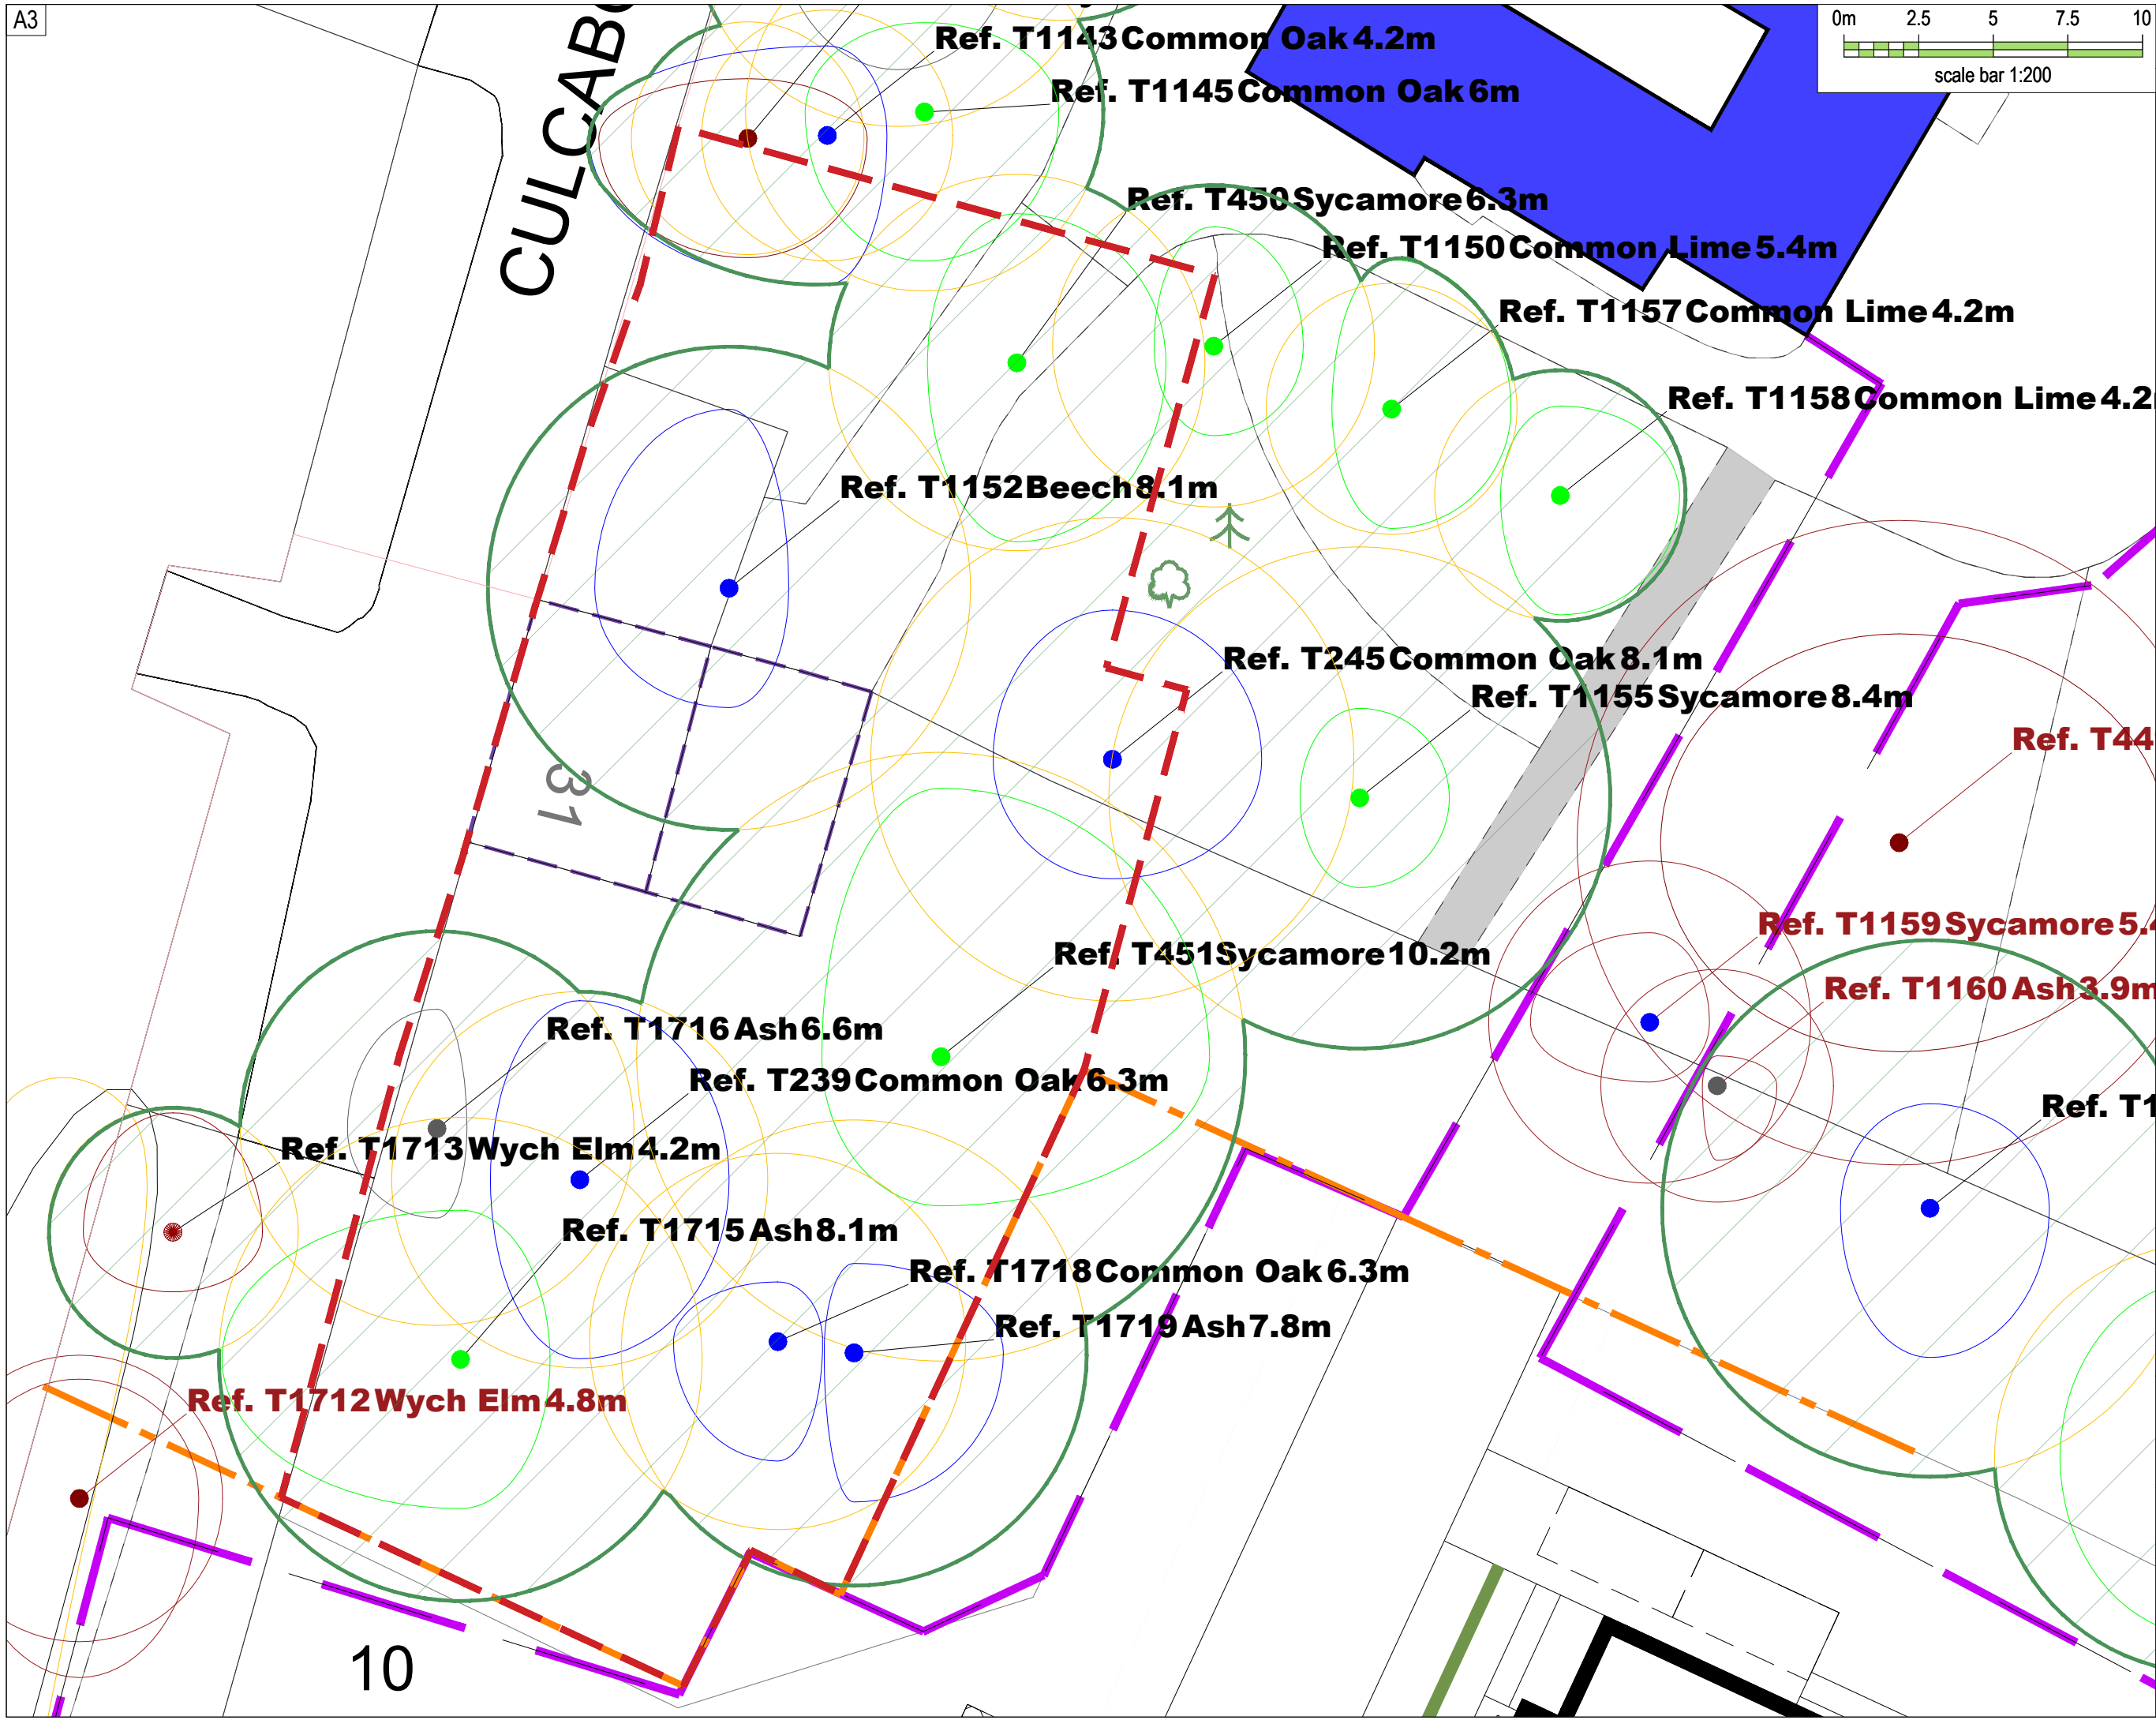 A3
0m 2.5 5 7.5 10
scale bar 1:200
Ref. T1143 Common Oak 4.2m
Ref. T1145 Common Oak 6m
Ref. T450 Sycamore 6.3m
Ref. T1150 Common Lime 5.4m
Ref. T1157 Common Lime 4.2m
Ref. T1158 Common Lime 4.2
Ref. T1152 Beech 8.1m
Ref. T245 Common Oak 8.1m
Ref. T1155 Sycamore 8.4m
Ref. T44
31
Ref. T1159 Sycamore 5.4
Ref. T451 Sycamore 10.2m
Ref. T1160 Ash 3.9m
Ref. T1716 Ash 6.6m
Ref. T239 Common Oak 6.3m
Ref. T1
Ref. T1713 Wych Elm 4.2m
Ref. T1715 Ash 8.1m
Ref. T1718 Common Oak 6.3m
Ref. T1719 Ash 7.8m
Ref. T1712 Wych Elm 4.8m
10